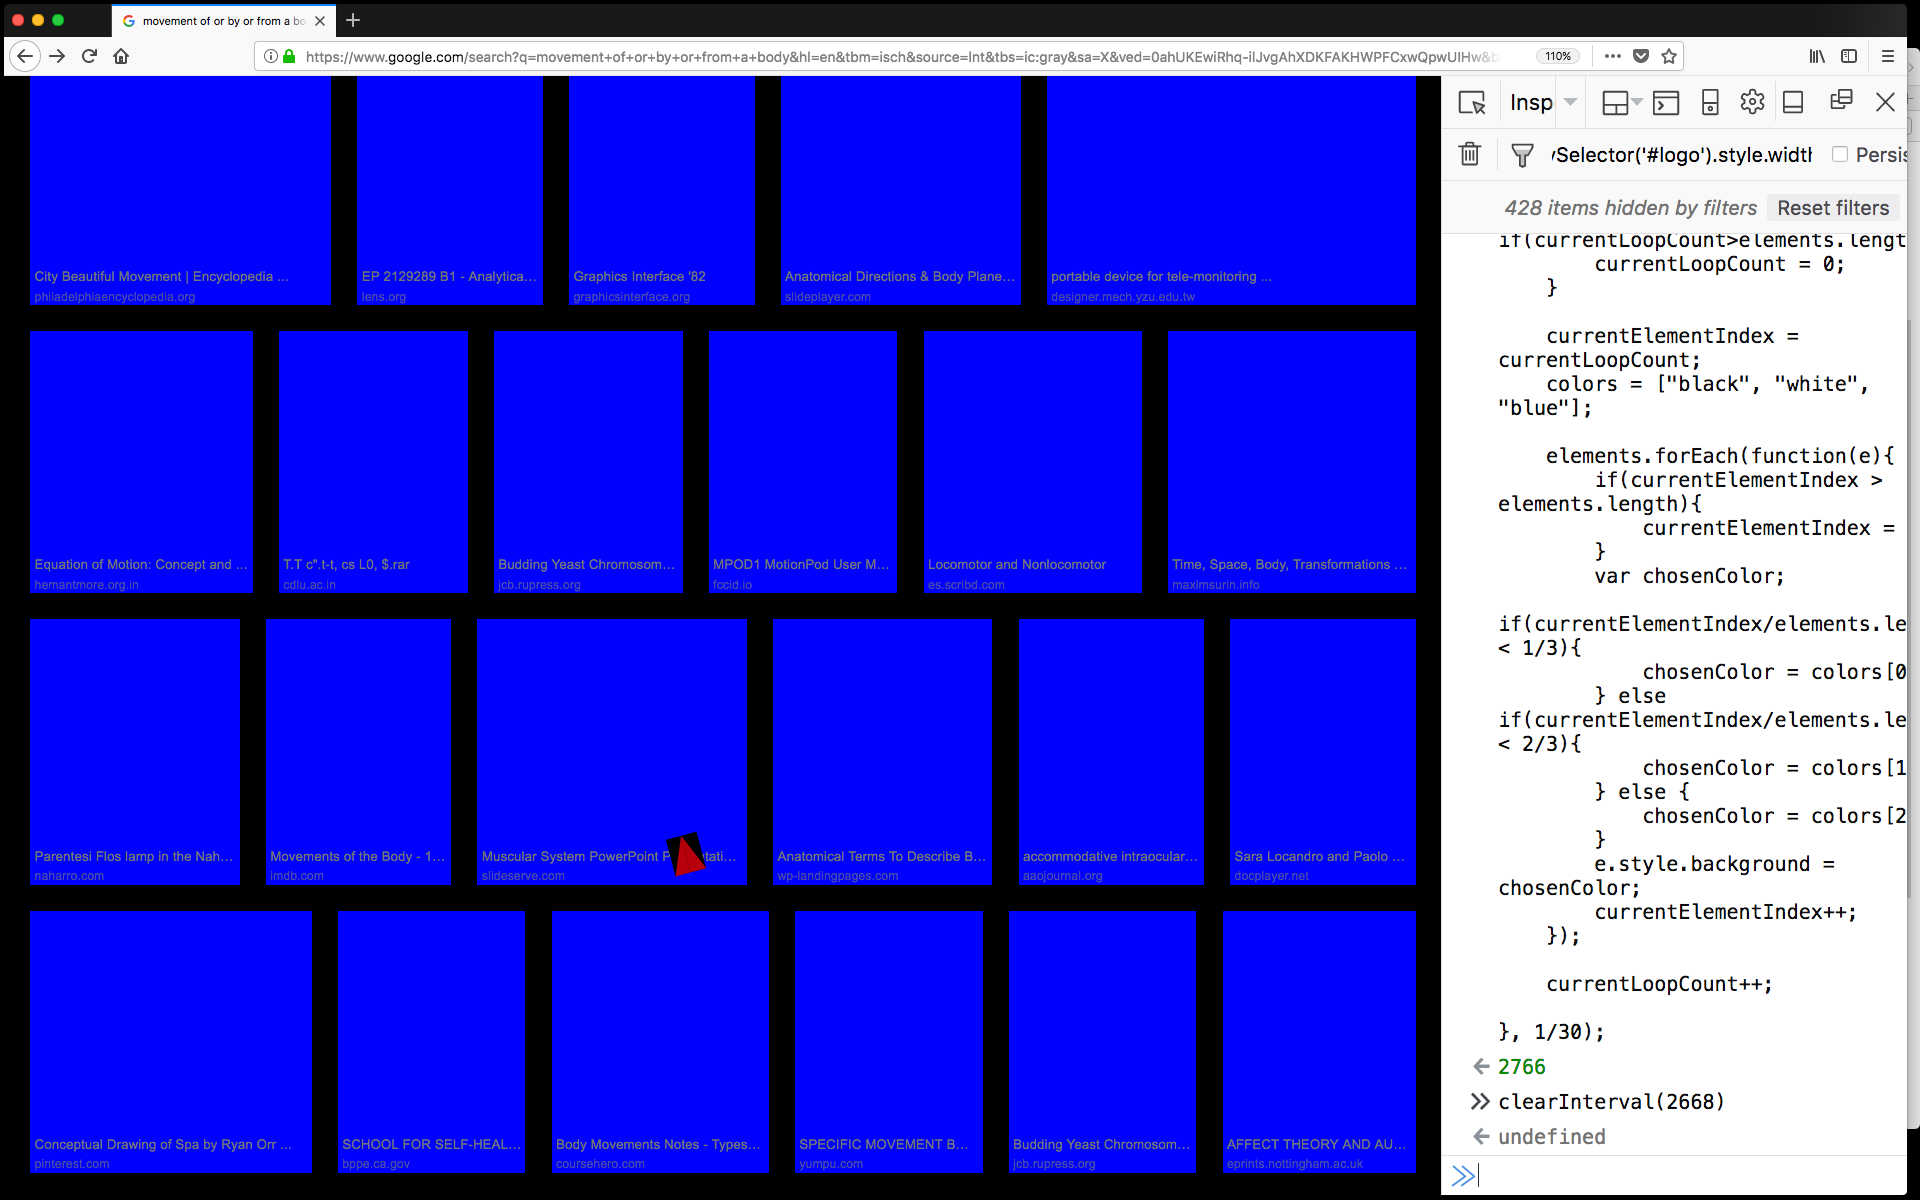 movement of or by or from a bo
https://www.google.com/search?q=movement+of+or+by+or+from+a+body&hl=en&tbm=isch&source=lnt&tbs=ic:gray&sa=X&ved=0ahUKEwiRhq-ilJvgAhXDKFAKHWPFCxwQpwUIHw&b
110%
City Beautiful Movement | Encyclopedia ...
philadelphiaencyclopedia.org
EP 2129289 B1 - Analytica...
lens.org
Graphics Interface '82
graphicsinterface.org
Anatomical Directions & Body Plane...
slideplayer.com
portable device for tele-monitoring ...
designer.mech.yzu.edu.tw
Equation of Motion: Concept and ...
hemantmore.org.in
T.T c".t-t, cs L0, $.rar
cdlu.ac.in
Budding Yeast Chromosom...
jcb.rupress.org
MPOD1 MotionPod User M...
fccid.io
Locomotor and Nonlocomotor
es.scribd.com
Time, Space, Body, Transformations ...
maximsurin.info
Parentesi Flos lamp in the Nah...
naharro.com
Movements of the Body - 1...
imdb.com
Muscular System PowerPoint P tati...
slideserve.com
Anatomical Terms To Describe B...
wp-landingpages.com
accommodative intraocular...
aaojournal.org
Sara Locandro and Paolo ...
docplayer.net
Conceptual Drawing of Spa by Ryan Orr ...
pinterest.com
SCHOOL FOR SELF-HEAL...
bppe.ca.gov
Body Movements Notes - Types...
coursehero.com
SPECIFIC MOVEMENT B...
yumpu.com
Budding Yeast Chromosom...
jcb.rupress.org
AFFECT THEORY AND AU...
eprints.nottingham.ac.uk
Insp
ySelector('#logo').style.width
Persis
428 items hidden by filters
Reset filters
if(currentLoopCount>elements.lengt
currentLoopCount = 0;
}
currentElementIndex =
currentLoopCount;
colors = ["black", "white",
"blue"];
elements.forEach(function(e){
if(currentElementIndex >
elements.length){
currentElementIndex =
}
var chosenColor;
if(currentElementIndex/elements.le
< 1/3){
chosenColor = colors[0
} else
if(currentElementIndex/elements.le
< 2/3){
chosenColor = colors[1
} else {
chosenColor = colors[2
}
e.style.background =
chosenColor;
currentElementIndex++;
});
currentLoopCount++;
}, 1/30);
2766
clearInterval(2668)
undefined